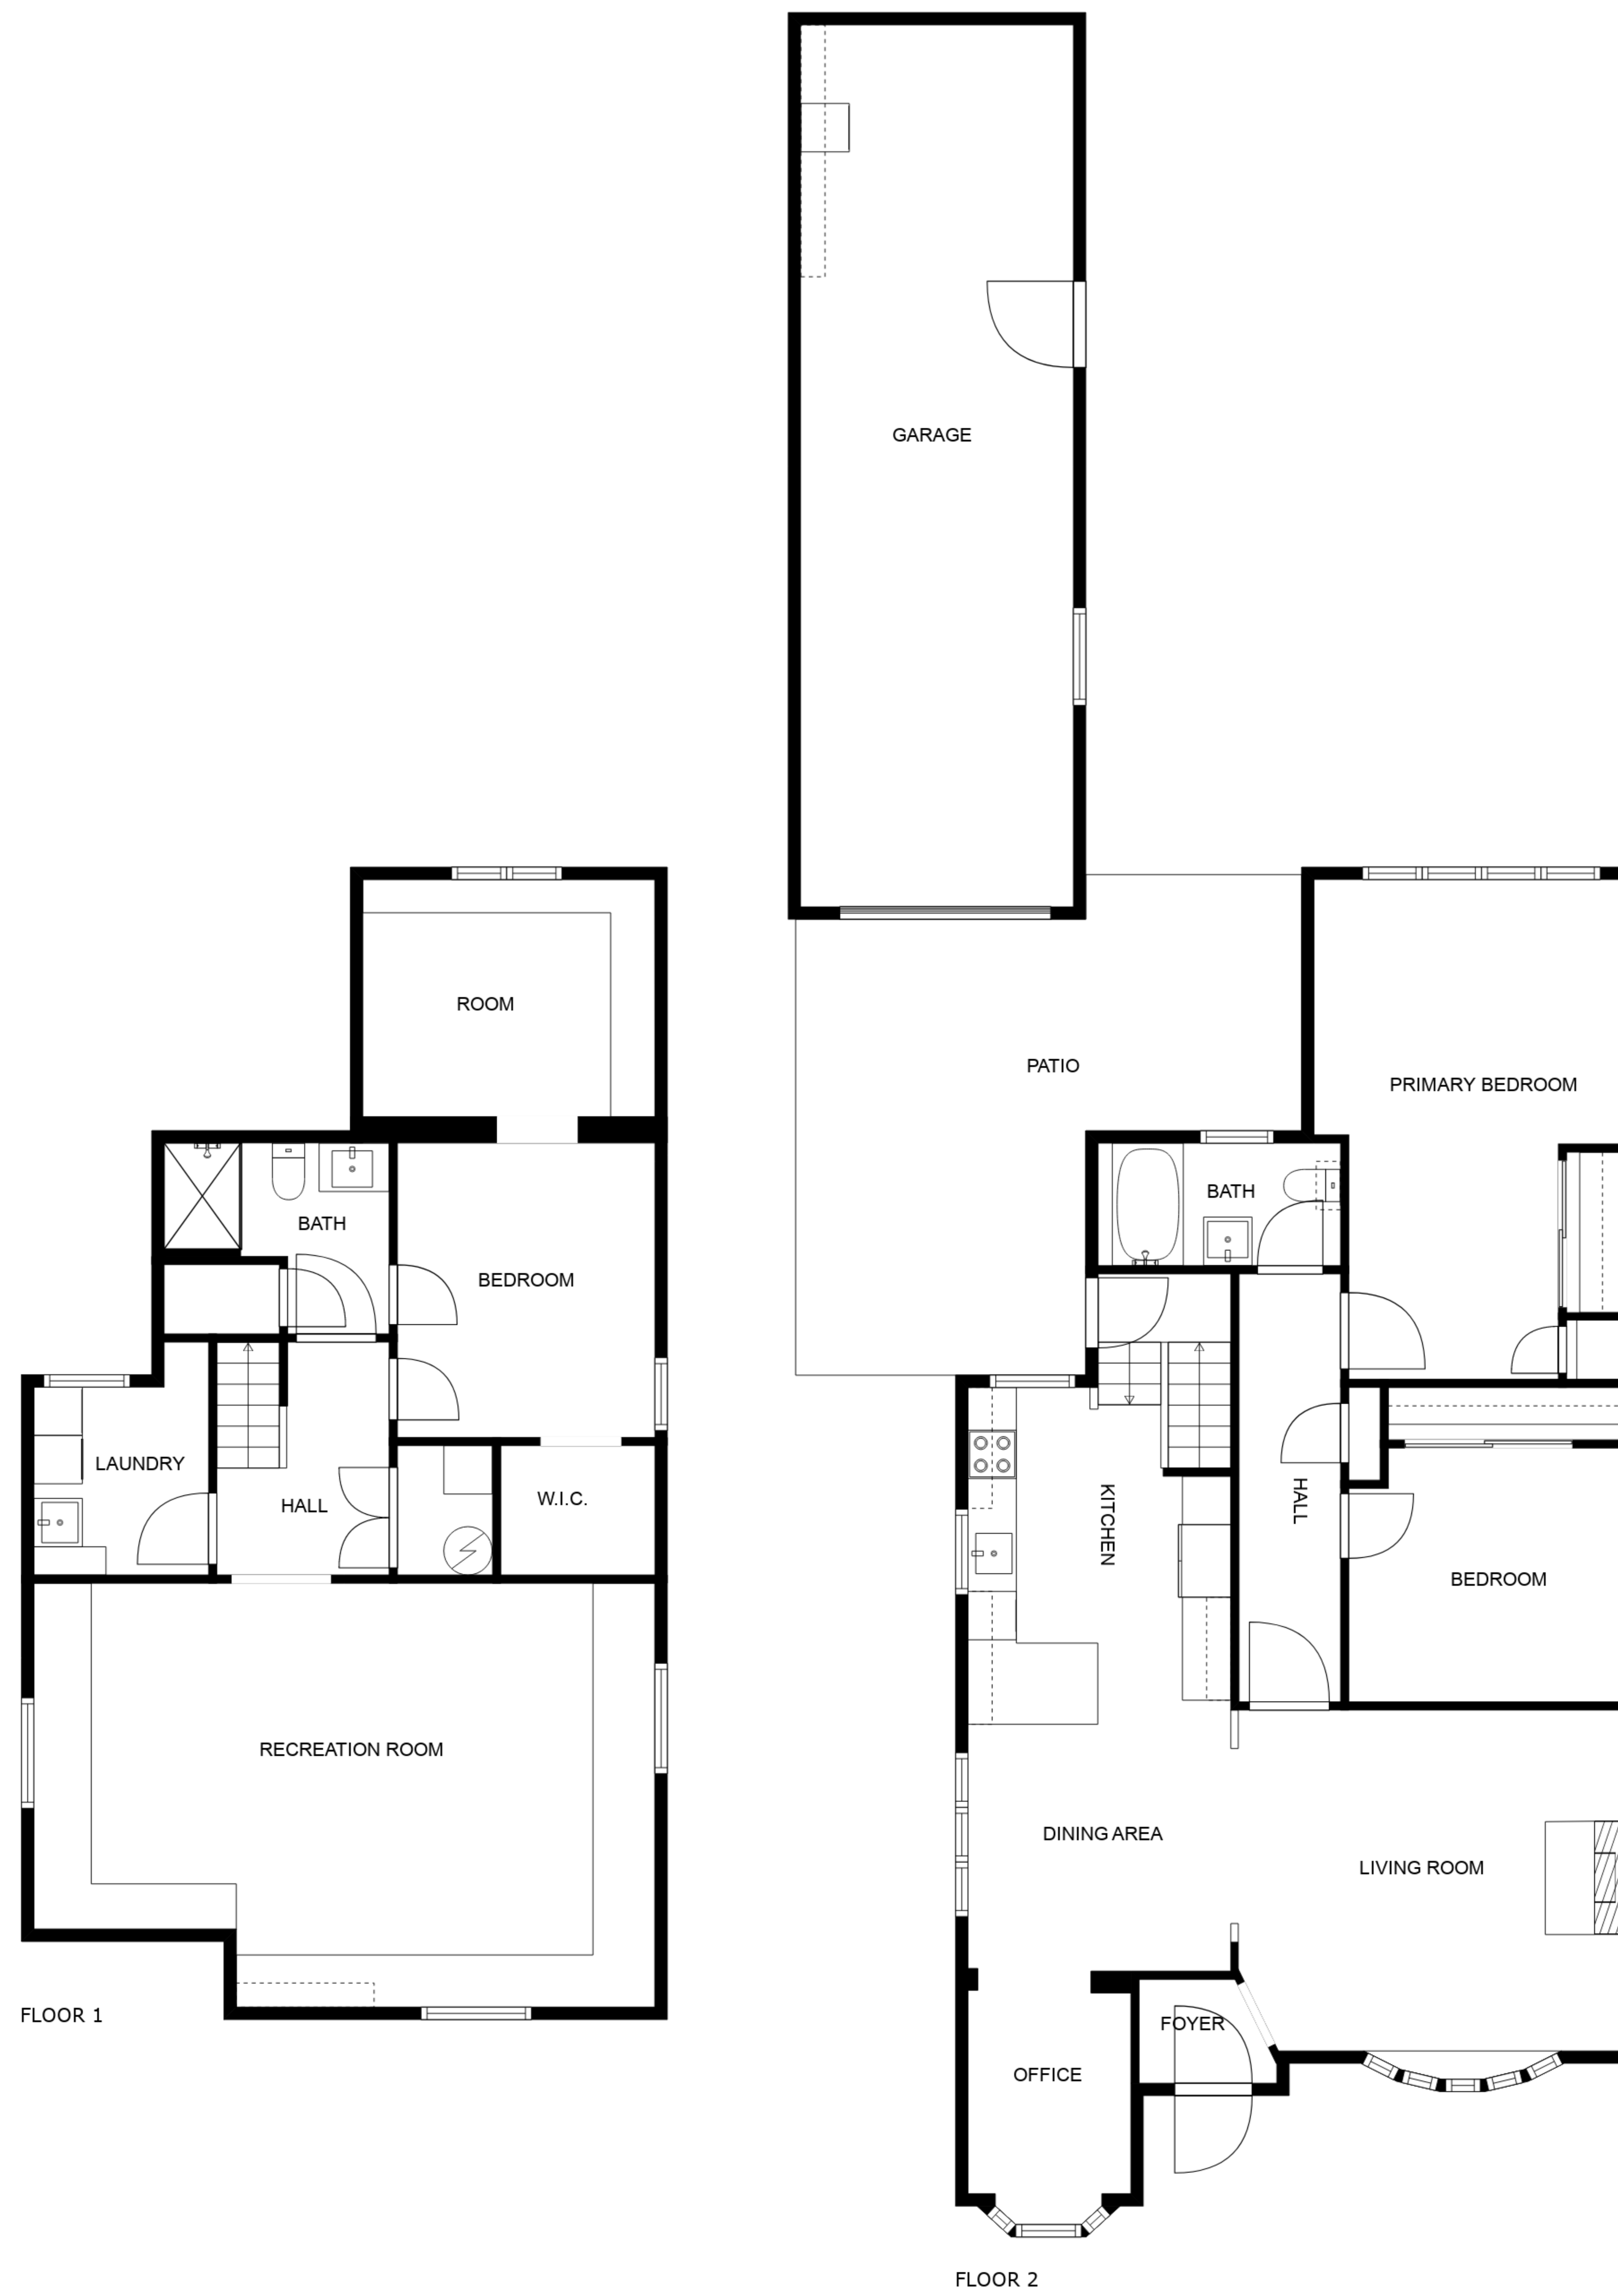 GARAGE
ROOM
PATIO
PRIMARY BEDROOM
BATH
BATH
BEDROOM
LAUNDRY
HALL
W.I.C.
KITCHEN
HALL
BEDROOM
RECREATION ROOM
DINING AREA
LIVING ROOM
FLOOR 1
FOYER
OFFICE
FLOOR 2